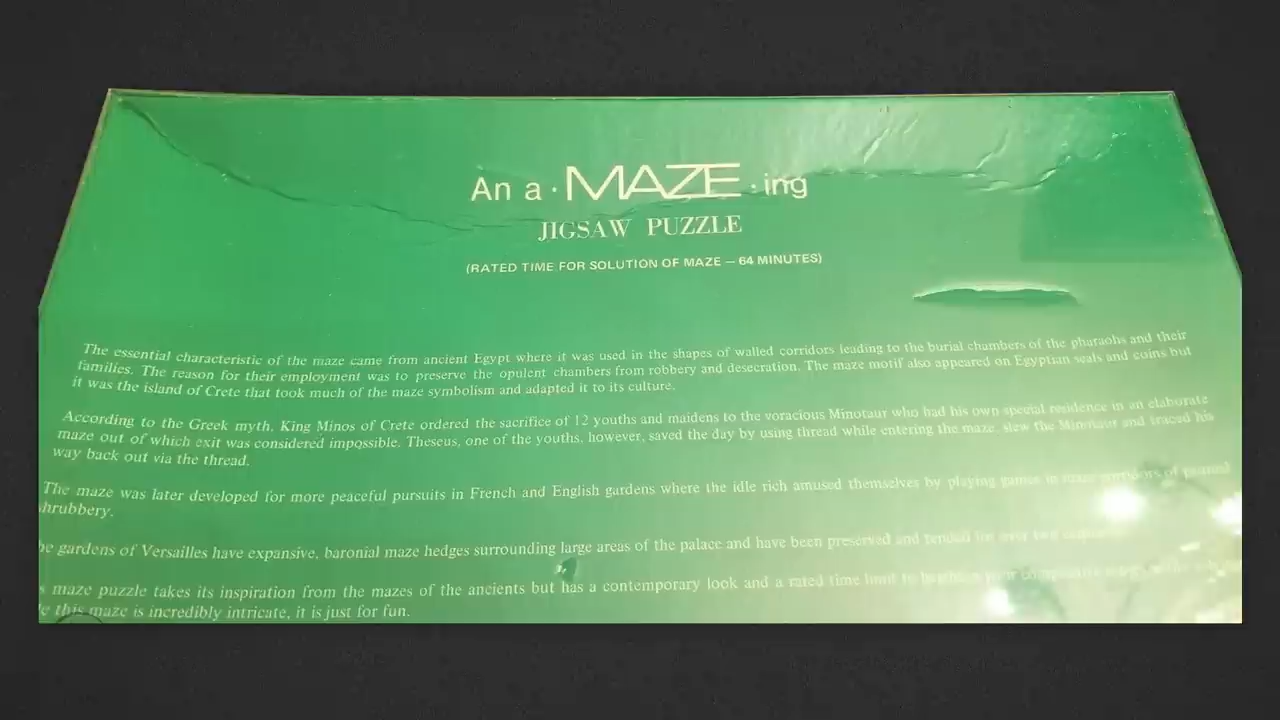 An a · MAZE · ing
JIGSAW PUZZLE
(RATED TIME FOR SOLUTION OF MAZE — 64 MINUTES)
The essential characteristic of the maze came from ancient Egypt where it was used in the shapes of walled corridors leading to the burial chambers of the pharaohs and their
families. The reason for their employment was to preserve the opulent chambers from robbery and desecration. The maze motif also appeared on Egyptian seals and coins but
it was the island of Crete that took much of the maze symbolism and adapted it to its culture.
According to the Greek myth, King Minos of Crete ordered the sacrifice of 12 youths and maidens to the voracious Minotaur who had his own special residence in an elaborate
maze out of which exit was considered impossible. Theseus, one of the youths, however, saved the day by using thread while entering the maze, slew the Minotaur and traced his
way back out via the thread.
The maze was later developed for more peaceful pursuits in French and English gardens where the idle rich amused themselves by playing games in corridors of
hrubbery.
he gardens of Versailles have expansive, baronial maze hedges surrounding large areas of the palace and have been preserved and tended for over two
s maze puzzle takes its inspiration from the mazes of the ancients but has a contemporary look and a rated time limit to your
e this maze is incredibly intricate, it is just for fun.